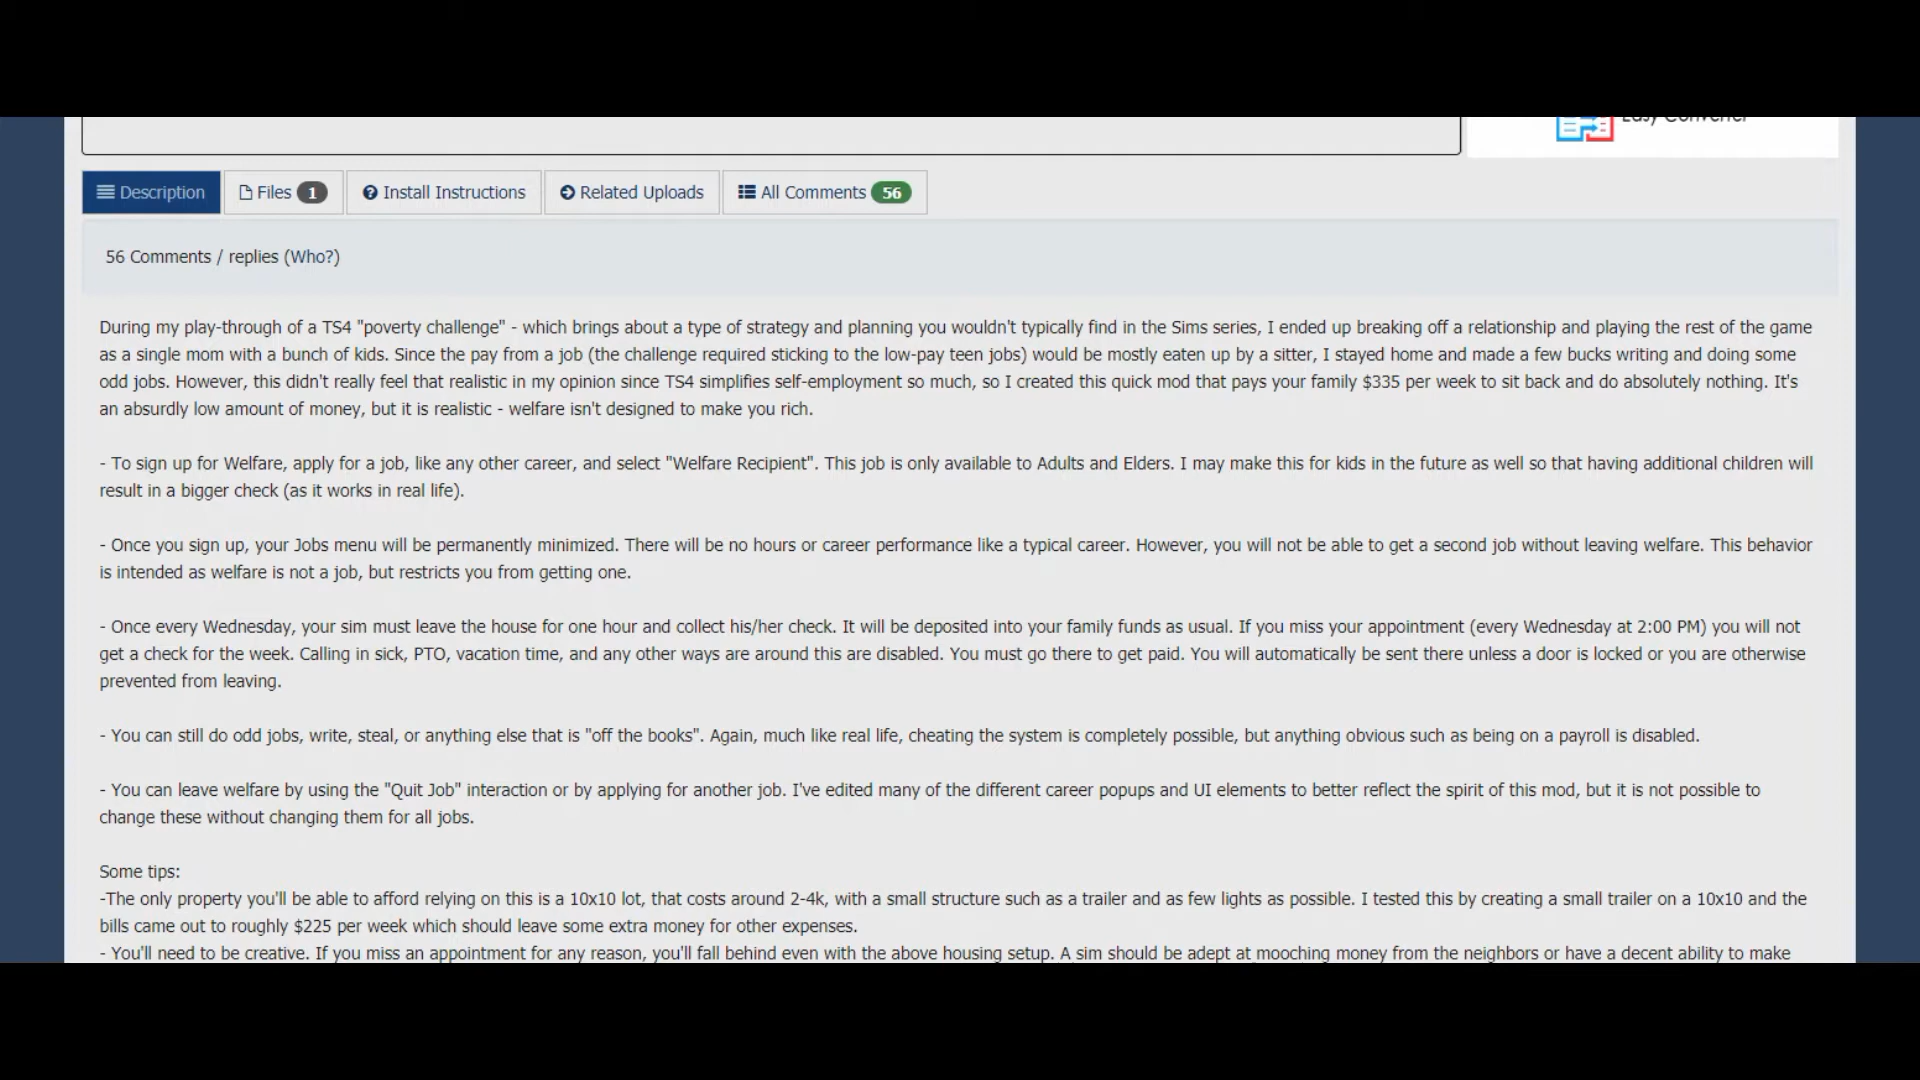 Easy Converter
Description
Files 1
Install Instructions
Related Uploads
All Comments 56
56 Comments / replies (Who?)
During my play-through of a TS4 "poverty challenge" - which brings about a type of strategy and planning you wouldn't typically find in the Sims series, I ended up breaking off a relationship and playing the rest of the game
as a single mom with a bunch of kids. Since the pay from a job (the challenge required sticking to the low-pay teen jobs) would be mostly eaten up by a sitter, I stayed home and made a few bucks writing and doing some
odd jobs. However, this didn't really feel that realistic in my opinion since TS4 simplifies self-employment so much, so I created this quick mod that pays your family $335 per week to sit back and do absolutely nothing. It's
an absurdly low amount of money, but it is realistic - welfare isn't designed to make you rich.
- To sign up for Welfare, apply for a job, like any other career, and select "Welfare Recipient". This job is only available to Adults and Elders. I may make this for kids in the future as well so that having additional children will
result in a bigger check (as it works in real life).
- Once you sign up, your Jobs menu will be permanently minimized. There will be no hours or career performance like a typical career. However, you will not be able to get a second job without leaving welfare. This behavior
is intended as welfare is not a job, but restricts you from getting one.
- Once every Wednesday, your sim must leave the house for one hour and collect his/her check. It will be deposited into your family funds as usual. If you miss your appointment (every Wednesday at 2:00 PM) you will not
get a check for the week. Calling in sick, PTO, vacation time, and any other ways are around this are disabled. You must go there to get paid. You will automatically be sent there unless a door is locked or you are otherwise
prevented from leaving.
- You can still do odd jobs, write, steal, or anything else that is "off the books". Again, much like real life, cheating the system is completely possible, but anything obvious such as being on a payroll is disabled.
- You can leave welfare by using the "Quit Job" interaction or by applying for another job. I've edited many of the different career popups and UI elements to better reflect the spirit of this mod, but it is not possible to
change these without changing them for all jobs.
Some tips:
-The only property you'll be able to afford relying on this is a 10x10 lot, that costs around 2-4k, with a small structure such as a trailer and as few lights as possible. I tested this by creating a small trailer on a 10x10 and the
bills came out to roughly $225 per week which should leave some extra money for other expenses.
- You'll need to be creative. If you miss an appointment for any reason, you'll fall behind even with the above housing setup. A sim should be adept at mooching money from the neighbors or have a decent ability to make